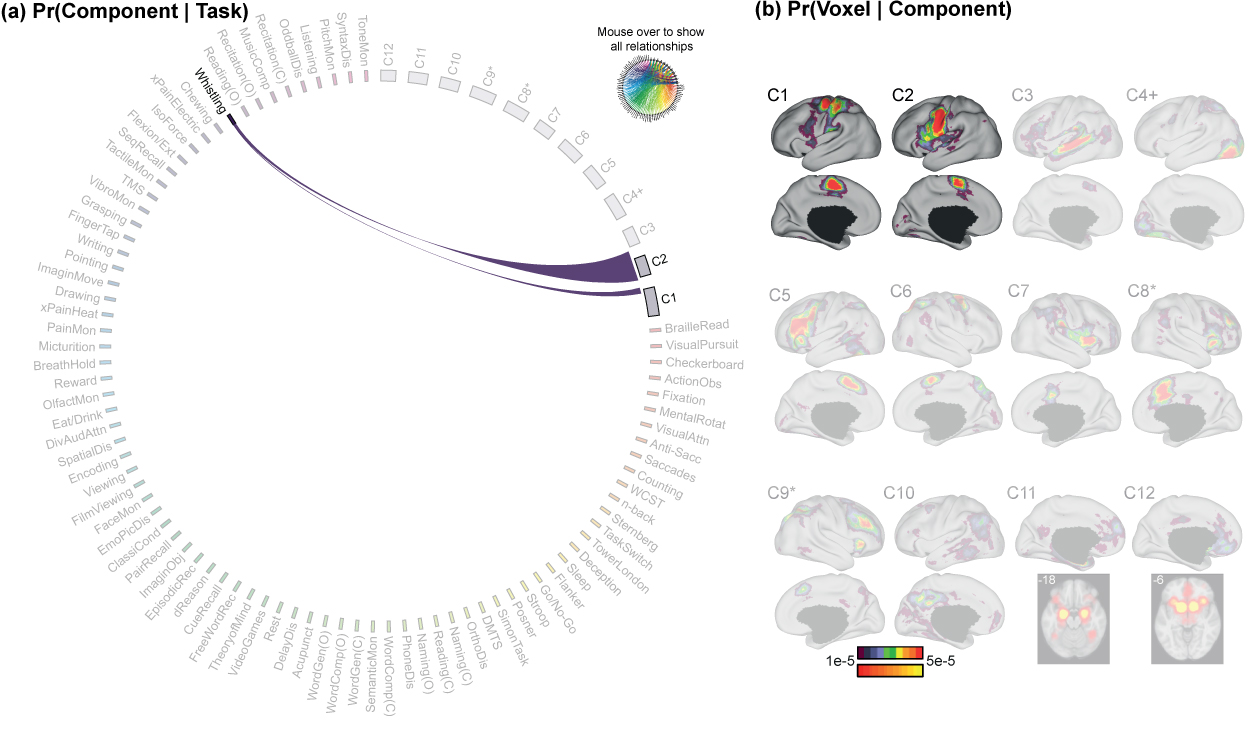 (a) Pr(Component | Task)
(b) Pr(Voxel | Component)
Mouse over to show
all relationships
Whistling
Reading(O)
Recitation(O)
MusicComp
Recitation(C)
OddballDis
Listening
PitchMon
SyntaxDis
ToneMon
C12
C11
C10
C9*
C8*
C7
C6
C5
C4+
C3
C2
C1
BrailleRead
VisualPursuit
Checkerboard
ActionObs
Fixation
MentalRotat
VisualAttn
Anti-Sacc
Saccades
Counting
WCST
n-back
Sternberg
TaskSwitch
TowerLondon
Deception
Sleep
Flanker
Go/No-Go
Stroop
Posner
SimonTask
DMTS
OrthoDis
Naming(C)
Reading(C)
Naming(O)
PhoneDis
WordComp(C)
SemanticMon
WordGen(C)
WordComp(O)
WordGen(O)
Acupunct
DelayDis
Rest
VideoGames
TheoryofMind
FreeWordRec
CueRecall
dReason
EpisodicRec
ImaginObj
PairRecall
ClassiCond
EmoPicDis
FaceMon
FilmViewing
Viewing
Encoding
SpatialDis
DivAudAttn
Eat/Drink
OlfactMon
Reward
BreathHold
Micturition
PainMon
xPainHeat
Drawing
ImaginMove
Pointing
Writing
FingerTap
Grasping
VibroMon
TMS
TactileMon
SeqRecall
Flexion/Ext
IsoForce
xPainElectric
Chewing
C1
C2
C3
C4+
C5
C6
C7
C8*
C9*
C10
C11
C12
-18
-6
1e-5
5e-5